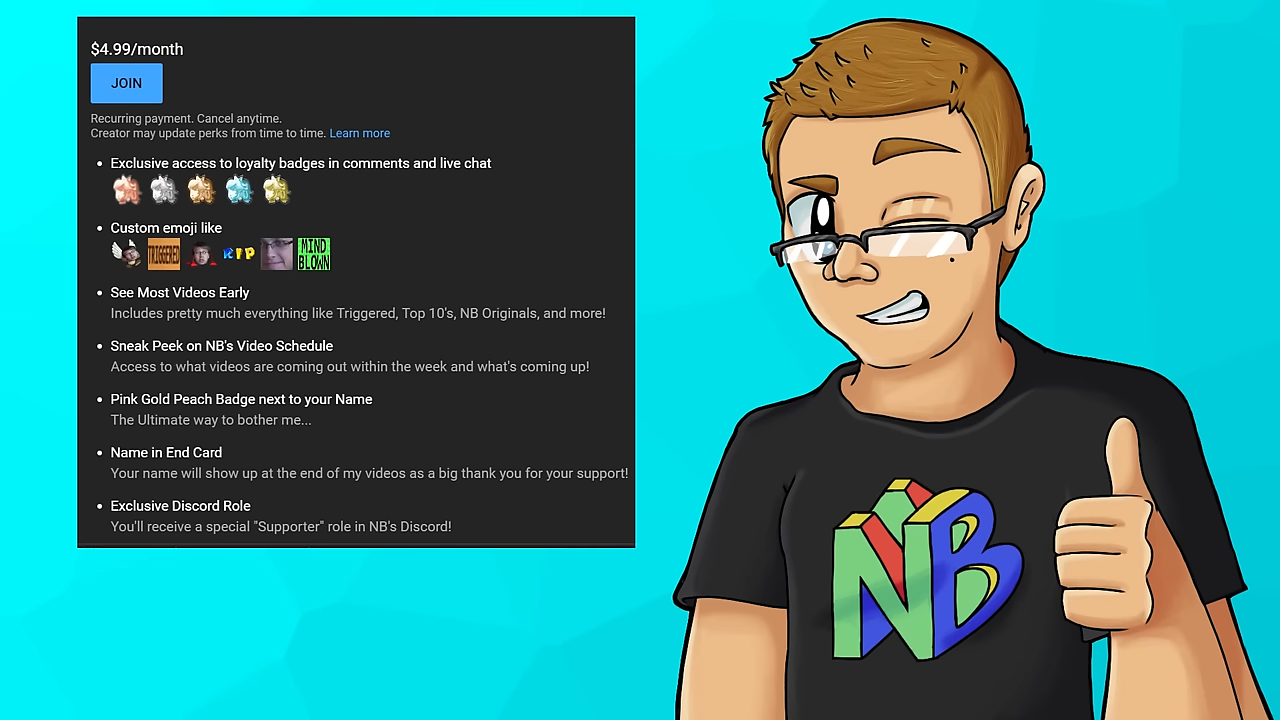 $4.99/month
JOIN
Recurring payment. Cancel anytime.
Creator may update perks from time to time. Learn more
Exclusive access to loyalty badges in comments and live chat
Custom emoji like
TRIGGERED
RIP
MIND
BLOWN
See Most Videos Early
Includes pretty much everything like Triggered, Top 10's, NB Originals, and more!
Sneak Peek on NB's Video Schedule
Access to what videos are coming out within the week and what's coming up!
Pink Gold Peach Badge next to your Name
The Ultimate way to bother me...
Name in End Card
Your name will show up at the end of my videos as a big thank you for your support!
Exclusive Discord Role
You'll receive a special "Supporter" role in NB's Discord!
NB